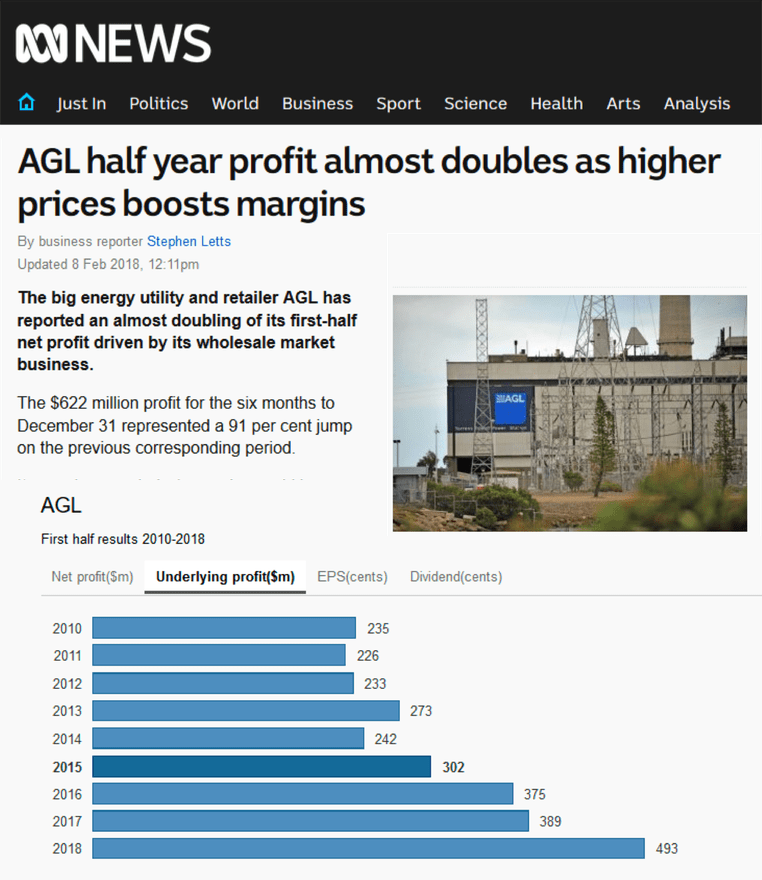 NEWS
Just In Politics World Business Sport Science Health Arts Analysis
AGL half year profit almost doubles as higher
prices boosts margins
By business reporter Stephen Letts
Updated 8 Feb 2018, 12:11pm
The big energy utility and retailer AGL has
reported an almost doubling of its first-half
net profit driven by its wholesale market
business.
The $622 million profit for the six months to
December 31 represented a 91 per cent jump
on the previous corresponding period.
AGL
AGL
First half results 2010-2018
Net profit($m) Underlying profit($m) EPS(cents) Dividend(cents)
2010 235
2011 226
2012 233
2013 273
2014 242
2015 302
2016 375
2017 389
2018 493